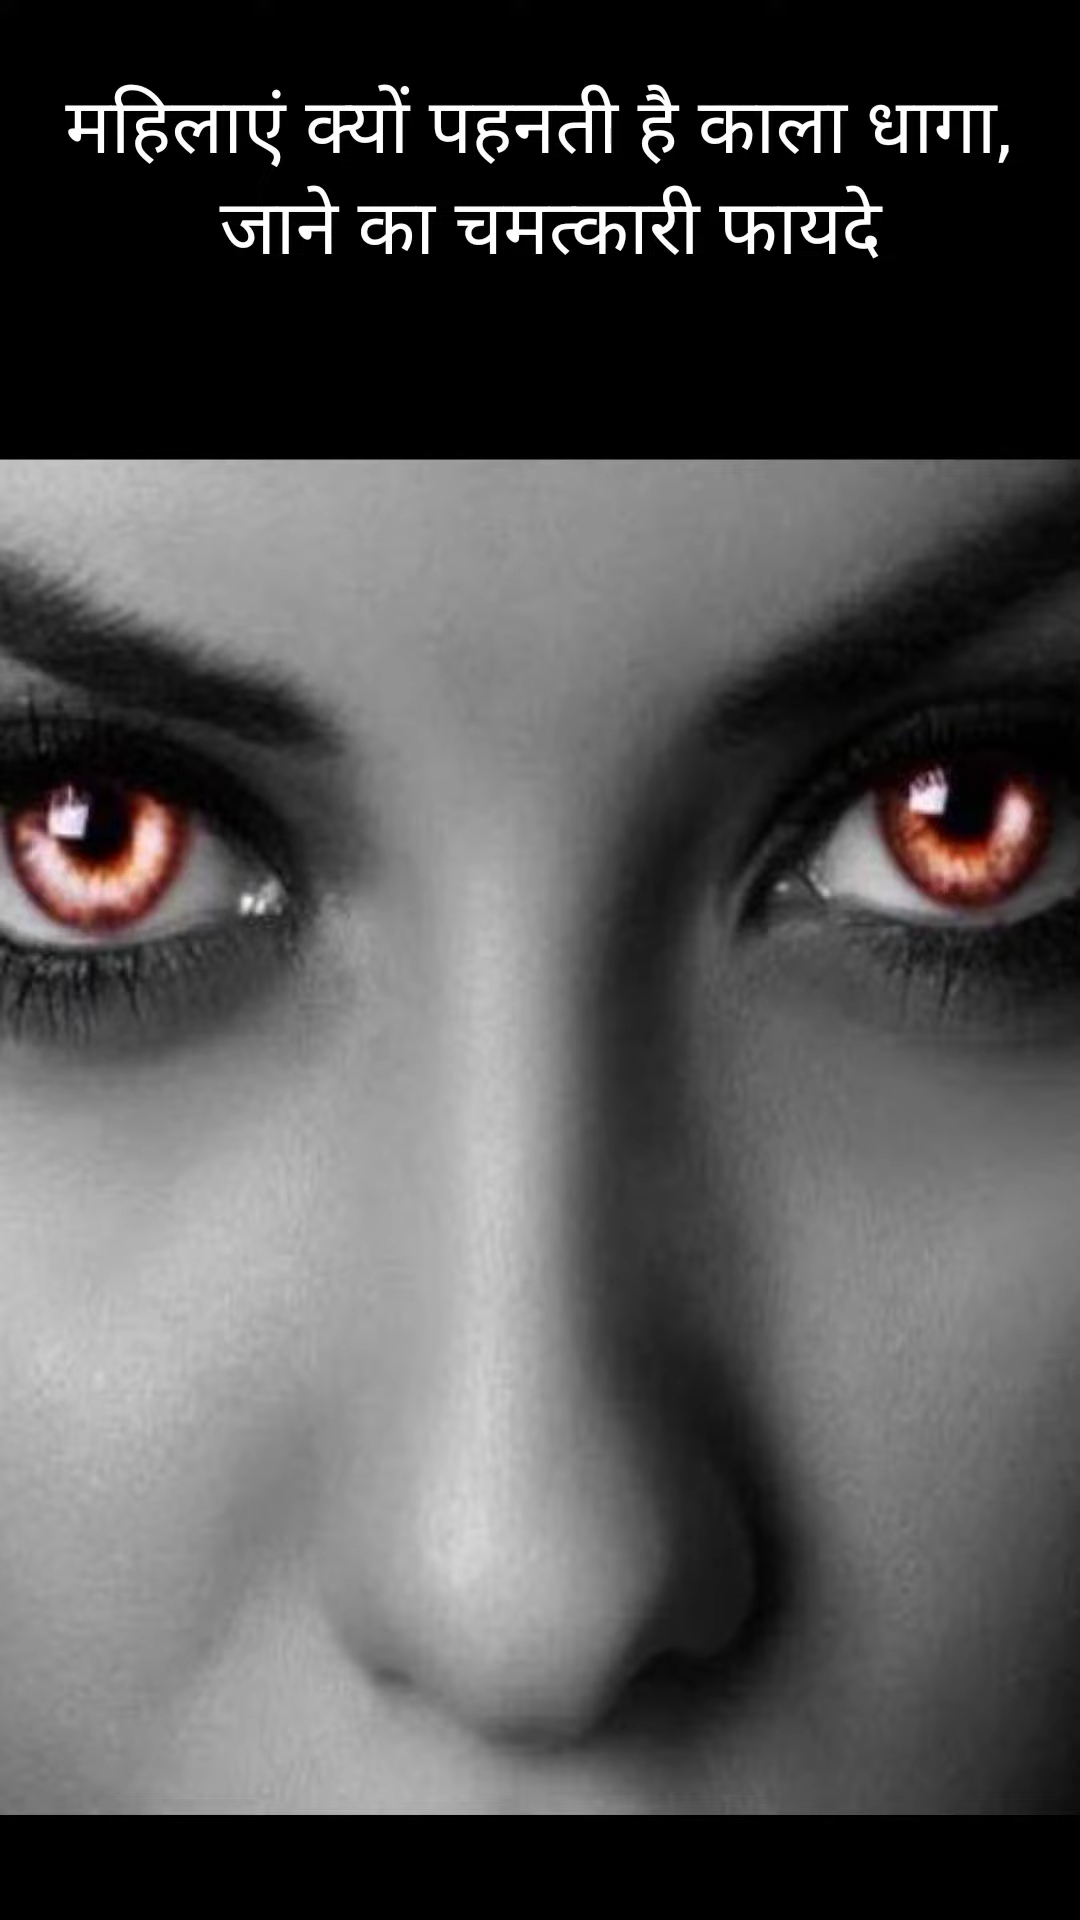 महिलाएं क्यों पहनती है काला धागा,
जाने का चमत्कारी फायदे